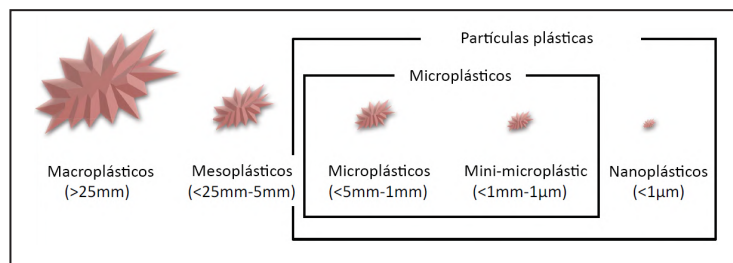 Partículas plásticas
Microplásticos
Macroplásticos
(>25mm)
Mesoplásticos
(<25mm-5mm)
Microplásticos
(<5mm-1mm)
Mini-microplástic
(<1mm-1µm)
Nanoplásticos
(<1µm)